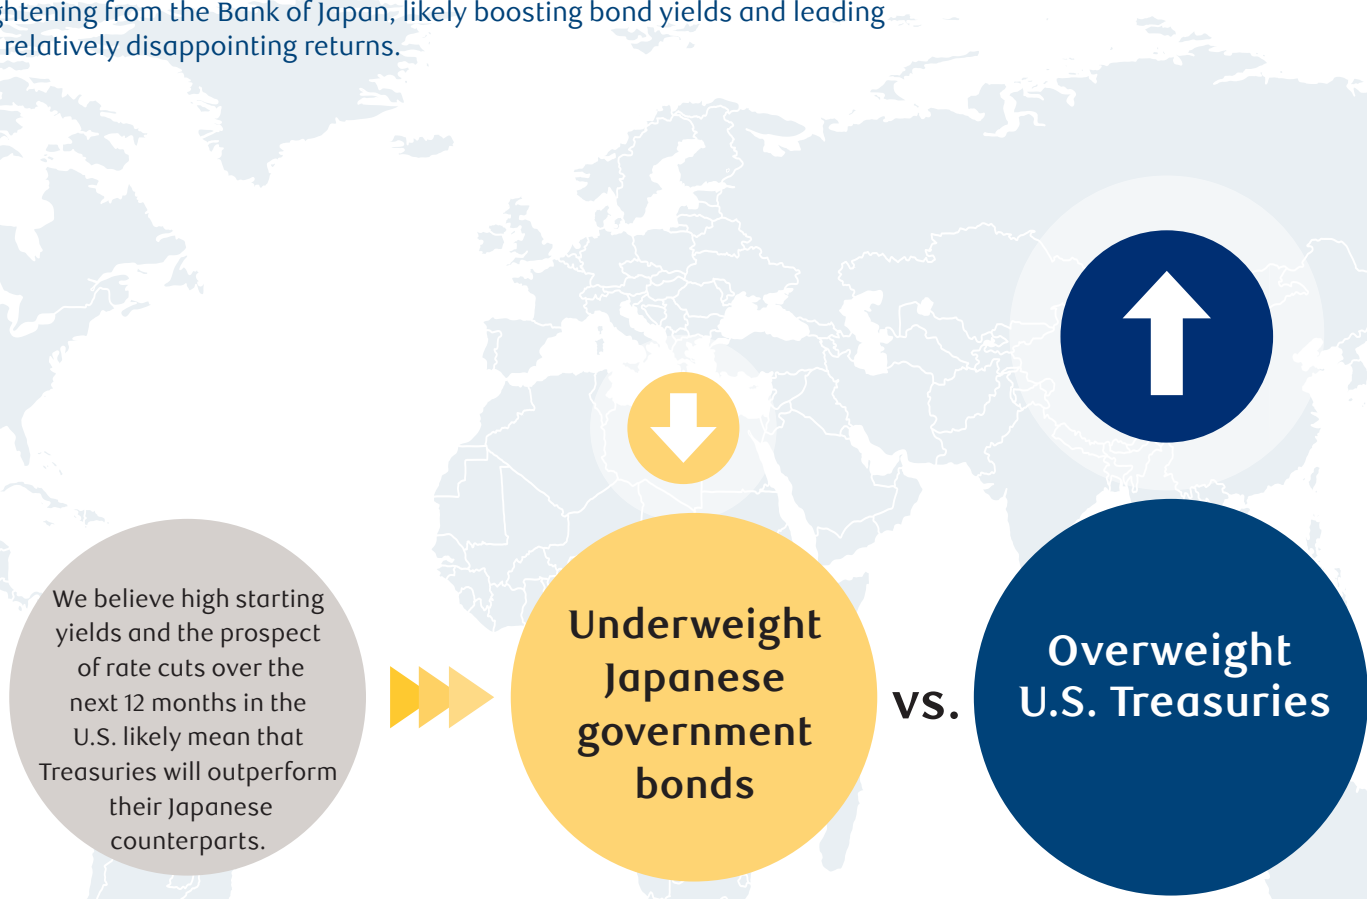 ghtening from the Bank of Japan, likely boosting bond yields and leading
relatively disappointing returns.
We believe high starting
yields and the prospect
of rate cuts over the
next 12 months in the
U.S. likely mean that
Treasuries will outperform
their Japanese
counterparts.
Underweight
Japanese
government
bonds
vs.
Overweight
U.S. Treasuries